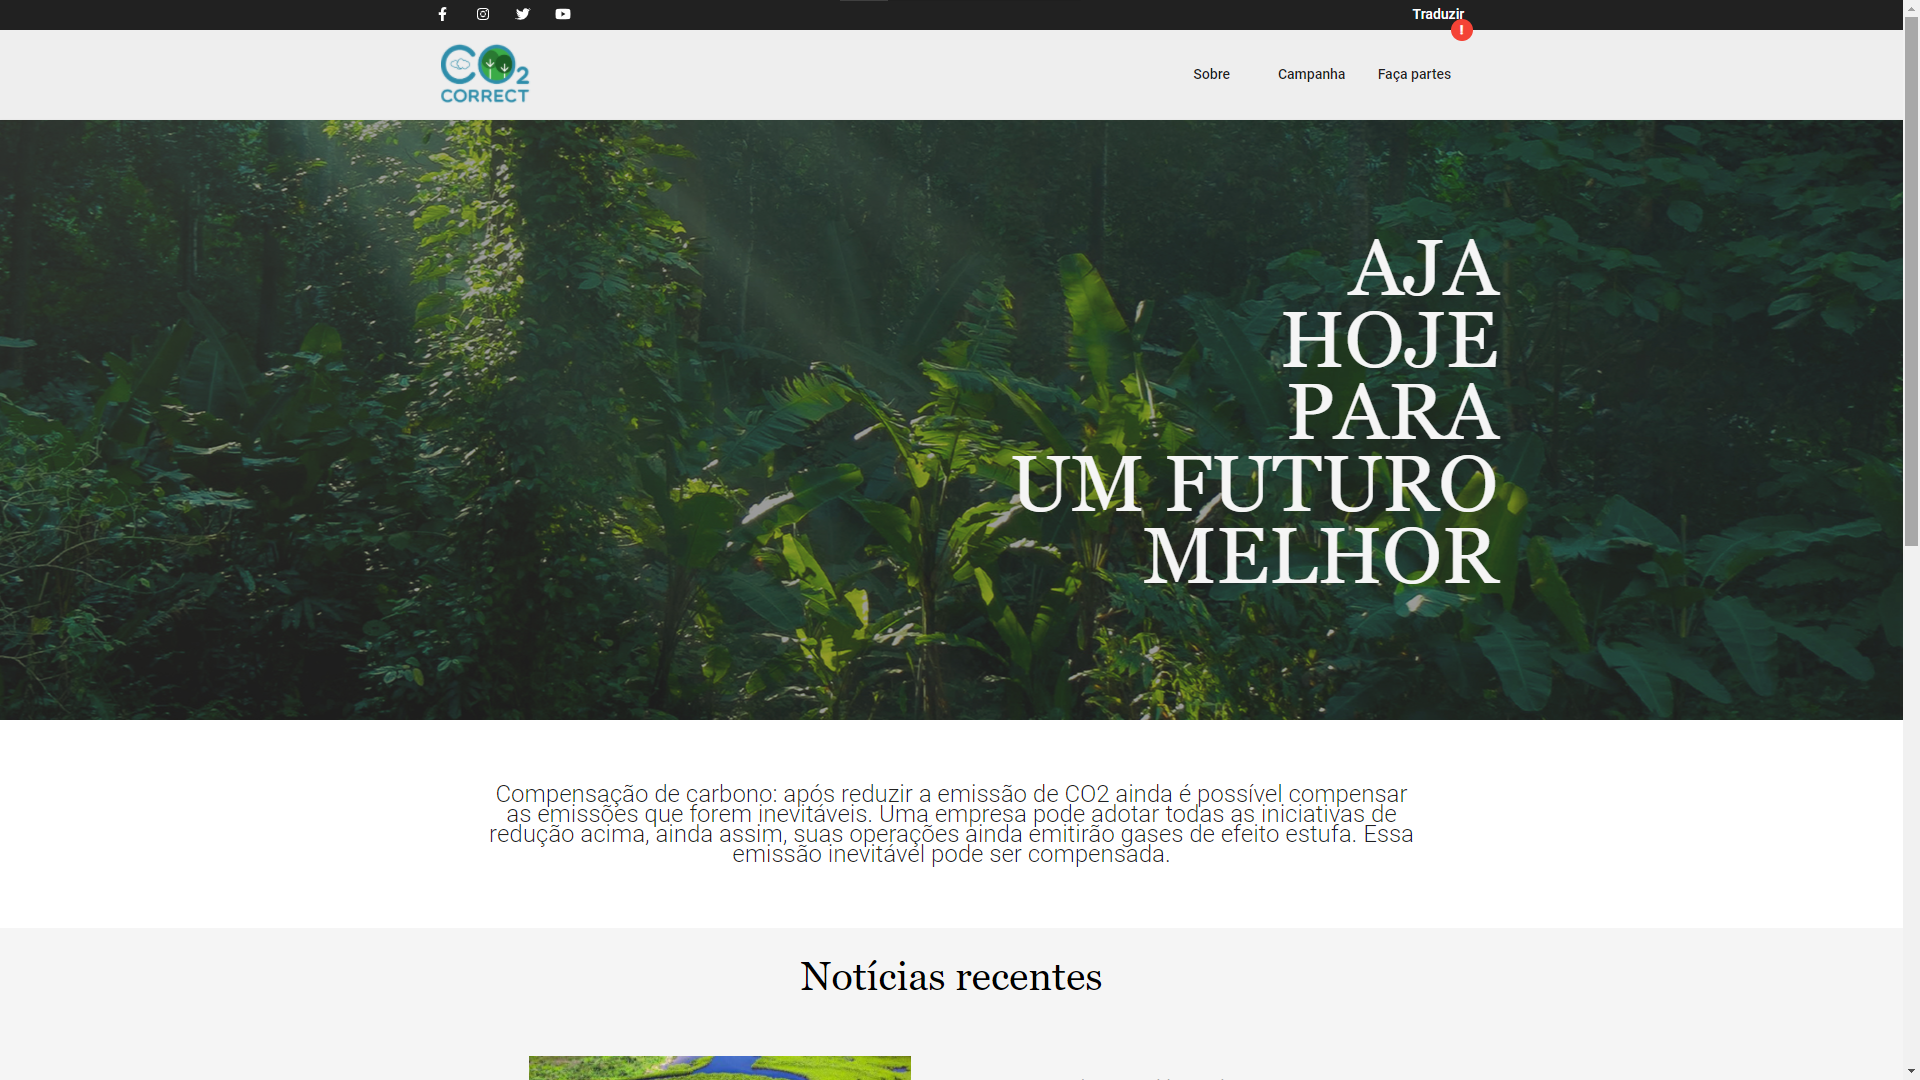 Traduzir
!
CO2
CORRECT
Sobre
Campanha
Faça partes
AJA
HOJE
PARA
UM FUTURO
MELHOR
Compensação de carbono: após reduzir a emissão de CO2 ainda é possível compensar
as emissões que forem inevitáveis. Uma empresa pode adotar todas as iniciativas de
redução acima, ainda assim, suas operações ainda emitirão gases de efeito estufa. Essa
emissão inevitável pode ser compensada.
Notícias recentes